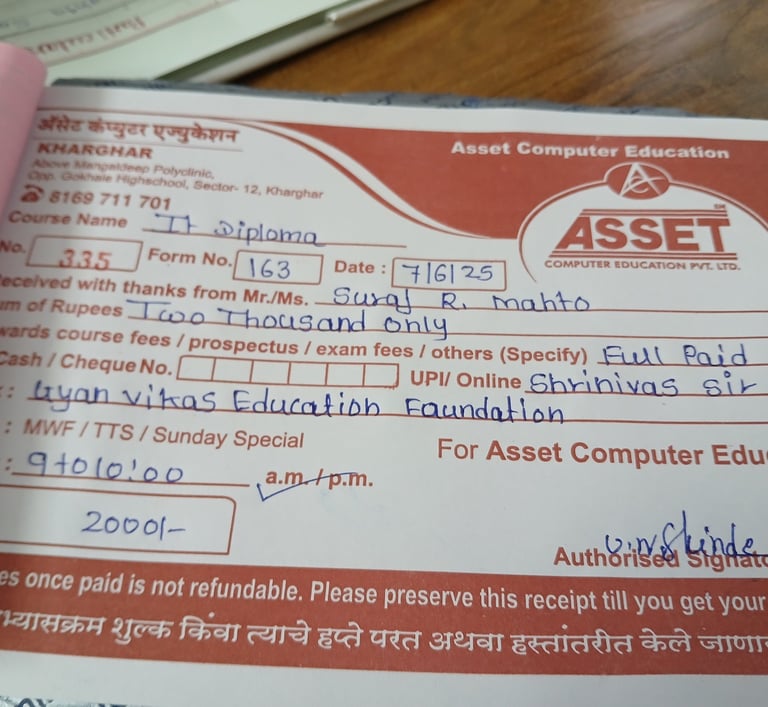 ॲसेट कंप्युटर एज्युकेशन
KHARGHAR
Above Mangaldeep Polyclinic,
Opp. Gokhale Highschool, Sector- 12, Kharghar
8169 711 701
Asset Computer Education
SM
ASSET
COMPUTER EDUCATION PVT. LTD.
Course Name It Diploma
No. 335 Form No. 163 Date : 7/6/25
eceived with thanks from Mr./Ms. Suraj R. Mahto
um of Rupees Two Thousand Only
wards course fees / prospectus / exam fees / others (Specify) Full Paid
Cash / Cheque No. UPI/ Online Shrinivas Sir
: Gyan Vikas Education Faundation
: MWF / TTS / Sunday Special
For Asset Computer Edu
: 9to10:00 a.m. / p.m.
2000/-
Authorised Signato
es once paid is not refundable. Please preserve this receipt till you get your
भ्यासक्रम शुल्क किंवा त्याचे हप्ते परत अथवा हस्तांतरीत केले जाणा